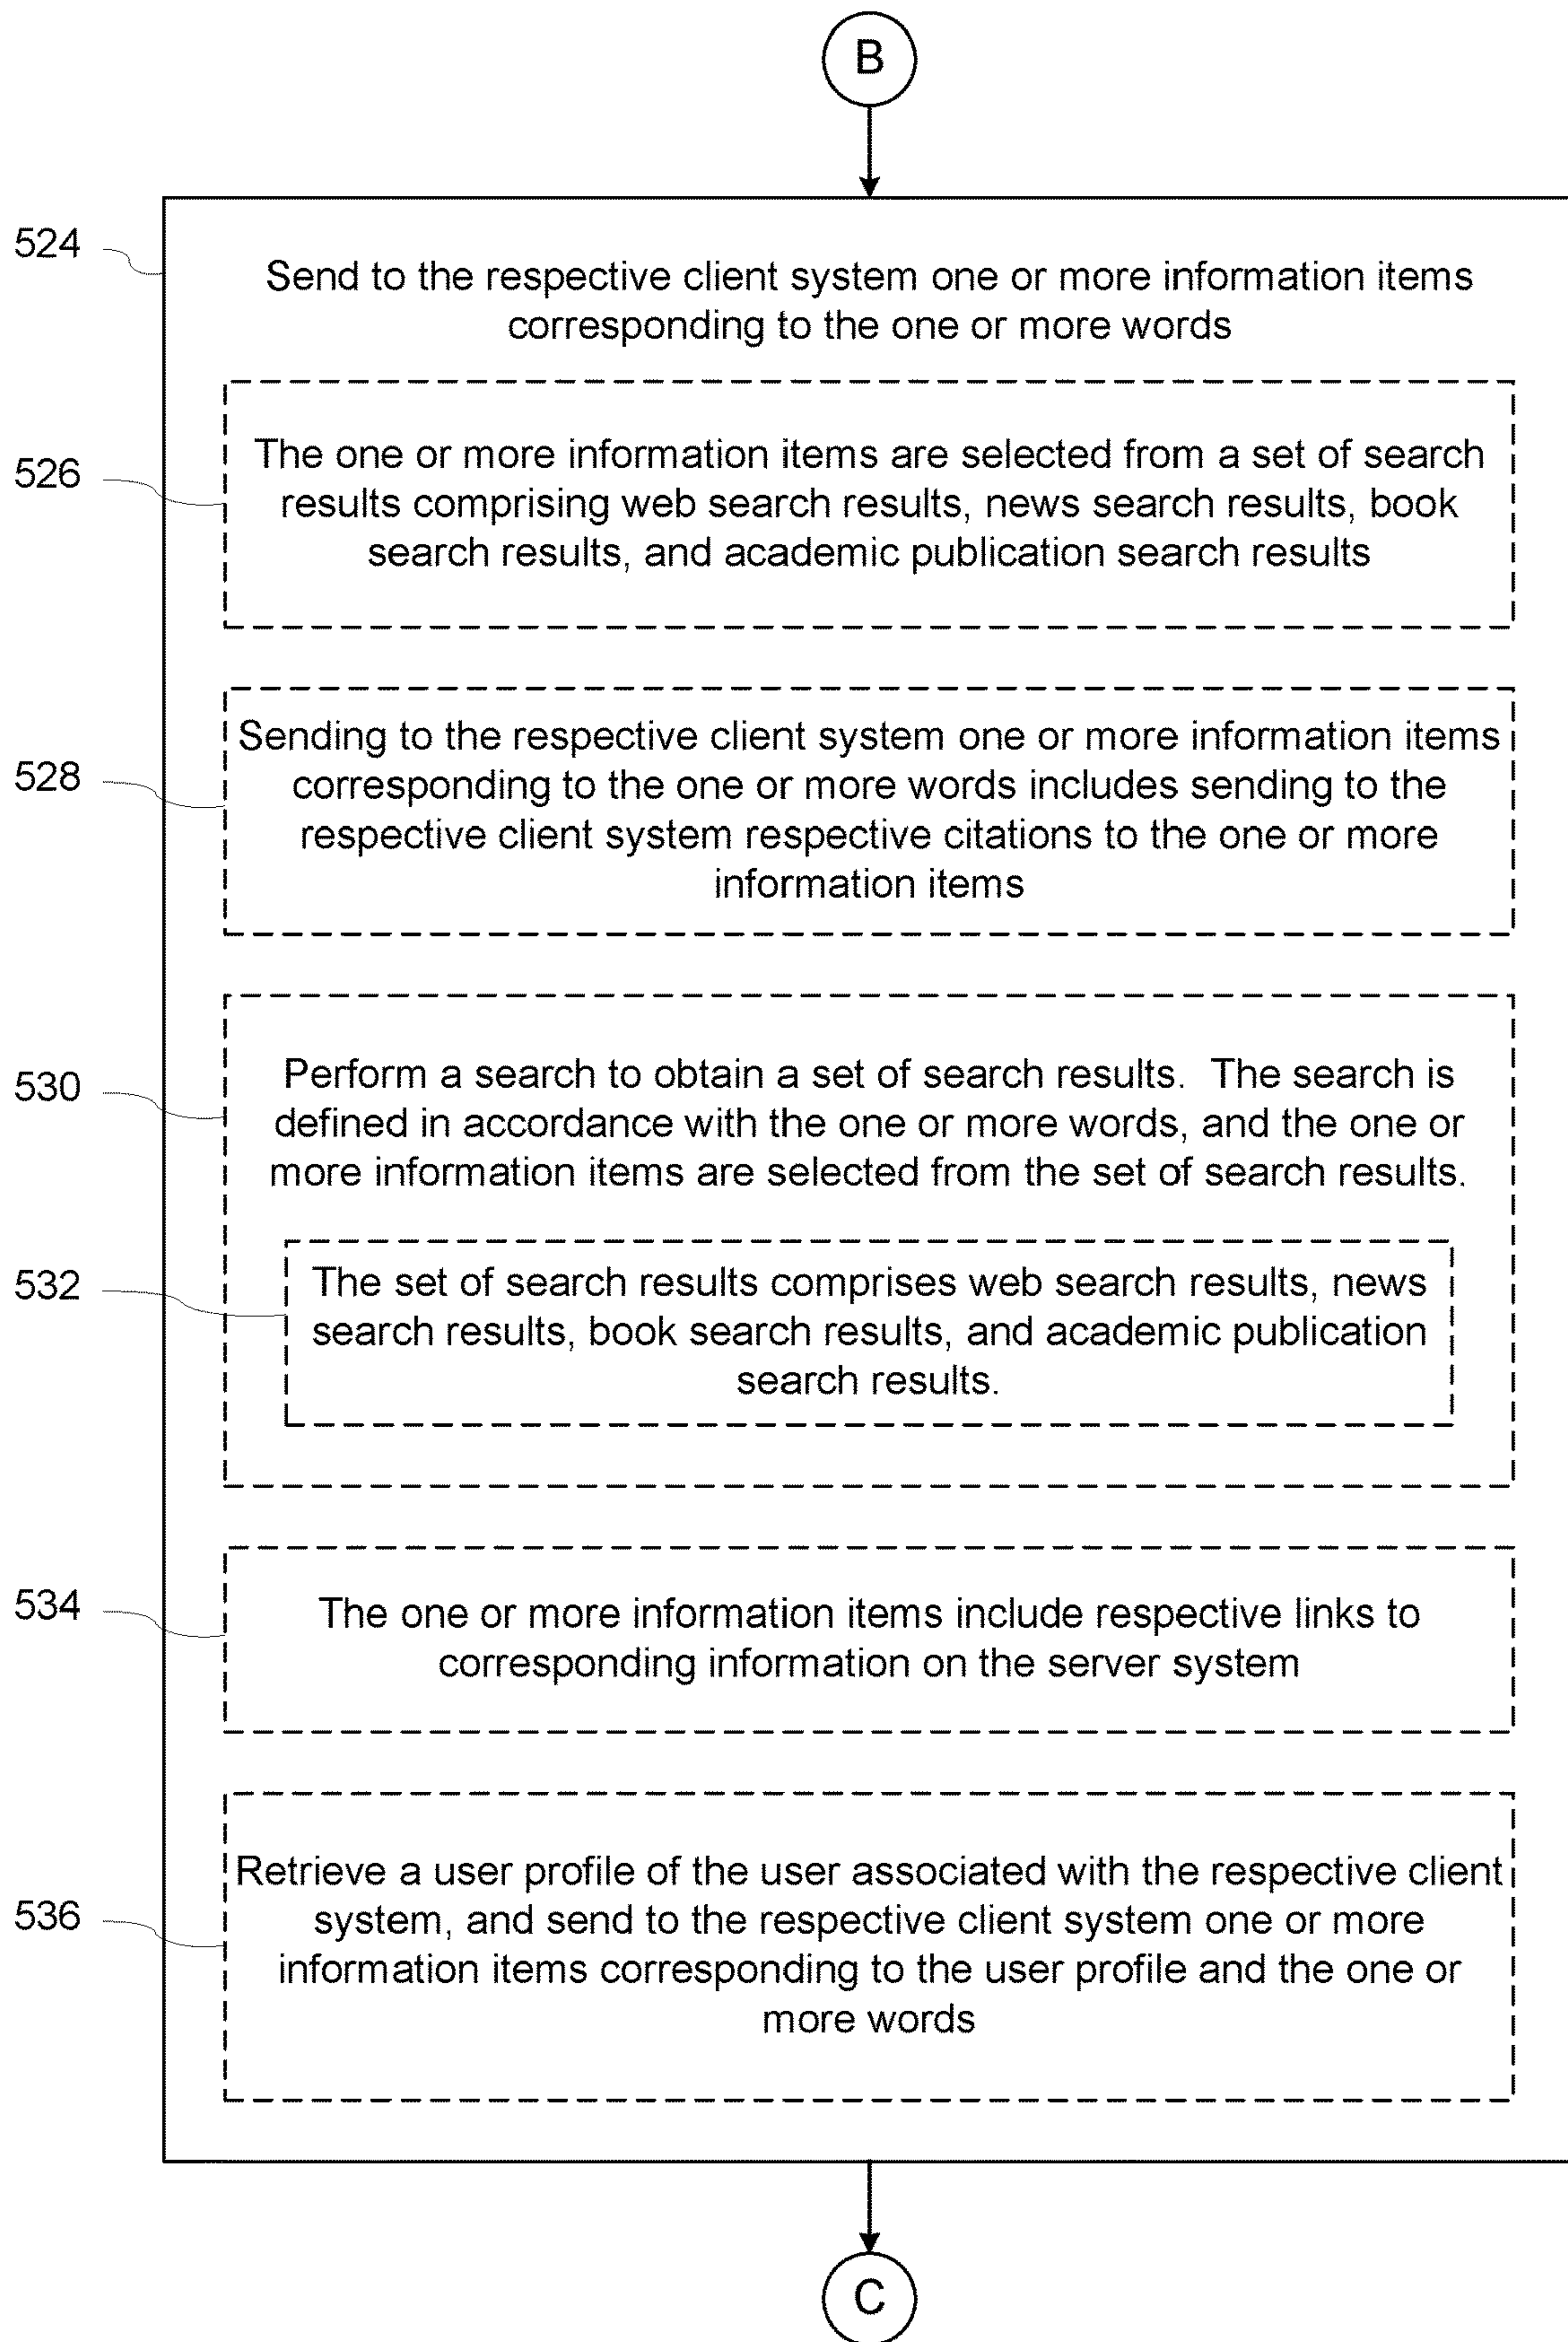 B
524
Send to the respective client system one or more information items
corresponding to the one or more words
526
The one or more information items are selected from a set of search
results comprising web search results, news search results, book
search results, and academic publication search results
528
Sending to the respective client system one or more information items
corresponding to the one or more words includes sending to the
respective client system respective citations to the one or more
information items
530
Perform a search to obtain a set of search results.  The search is
defined in accordance with the one or more words, and the one or
more information items are selected from the set of search results.
532
The set of search results comprises web search results, news
search results, book search results, and academic publication
search results.
534
The one or more information items include respective links to
corresponding information on the server system
536
Retrieve a user profile of the user associated with the respective client
system, and send to the respective client system one or more
information items corresponding to the user profile and the one or
more words
C